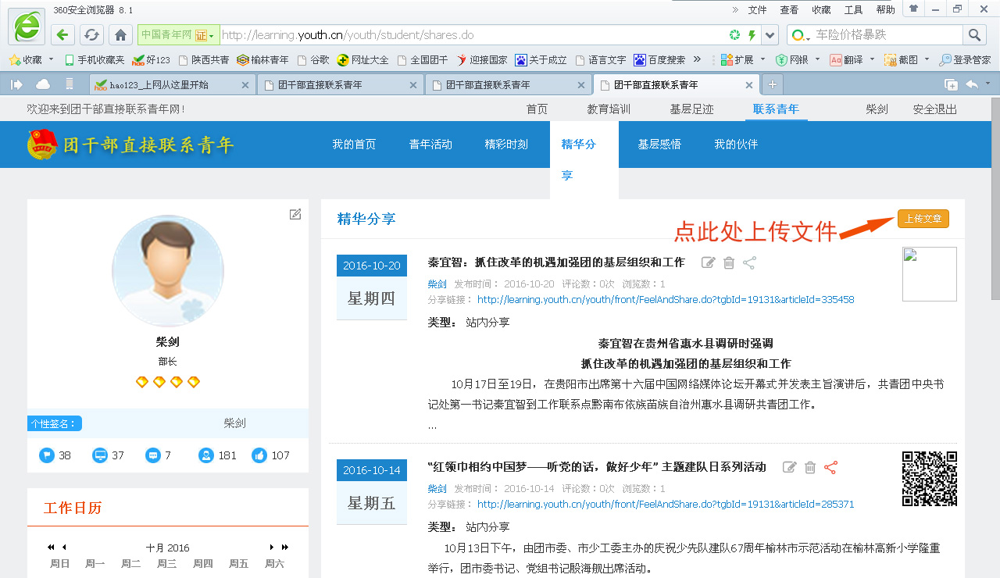 360安全浏览器 8.1
» 文件 查看 收藏 工具 帮助
中国青年网 证 http://learning.youth.cn/youth/student/shares.do 车险价格暴跌
收藏 手机收藏夹 好123 陕西共青 榆林青年 谷歌 网址大全 全国团干 迎接国家 关于成立 语言文字 百度搜索 » 扩展 网银 翻译 截图 登录管家
hao123_上网从这里开始 团干部直接联系青年 团干部直接联系青年 团干部直接联系青年
欢迎来到团干部直接联系青年网！ 首页 教育培训 基层足迹 联系青年 柴剑 安全退出
团干部直接联系青年 我的首页 青年活动 精彩时刻 精华分享 基层感悟 我的伙伴
柴剑
部长
个性签名： 柴剑
38 37 7 181 107
工作日历
十月 2016
周日 周一 周二 周三 周四 周五 周六
精华分享
点此处上传文件 上传文章
2016-10-20
星期四
秦宜智：抓住改革的机遇加强团的基层组织和工作
柴剑 发布时间： 2016-10-20 评论数：0次 浏览数：1
分享链接： http://learning.youth.cn/youth/front/FeelAndShare.do?tgbId=19131&articleId=335458
类型： 站内分享
秦宜智在贵州省惠水县调研时强调
抓住改革的机遇加强团的基层组织和工作
10月17日至19日，在贵阳市出席第十六届中国网络媒体论坛开幕式并发表主旨演讲后，共青团中央书
记处第一书记秦宜智到工作联系点黔南布依族苗族自治州惠水县调研共青团工作。
...
2016-10-14
星期五
“红领巾相约中国梦——听党的话，做好少年” 主题建队日系列活动
柴剑 发布时间： 2016-10-14 评论数：0次 浏览数：1
分享链接： http://learning.youth.cn/youth/front/FeelAndShare.do?tgbId=19131&articleId=285371
类型： 站内分享
10月13日下午，由团市委、市少工委主办的庆祝少先队建队67周年榆林市示范活动在榆林高新小学隆重
举行，团市委书记、党组书记殷海舰出席活动。